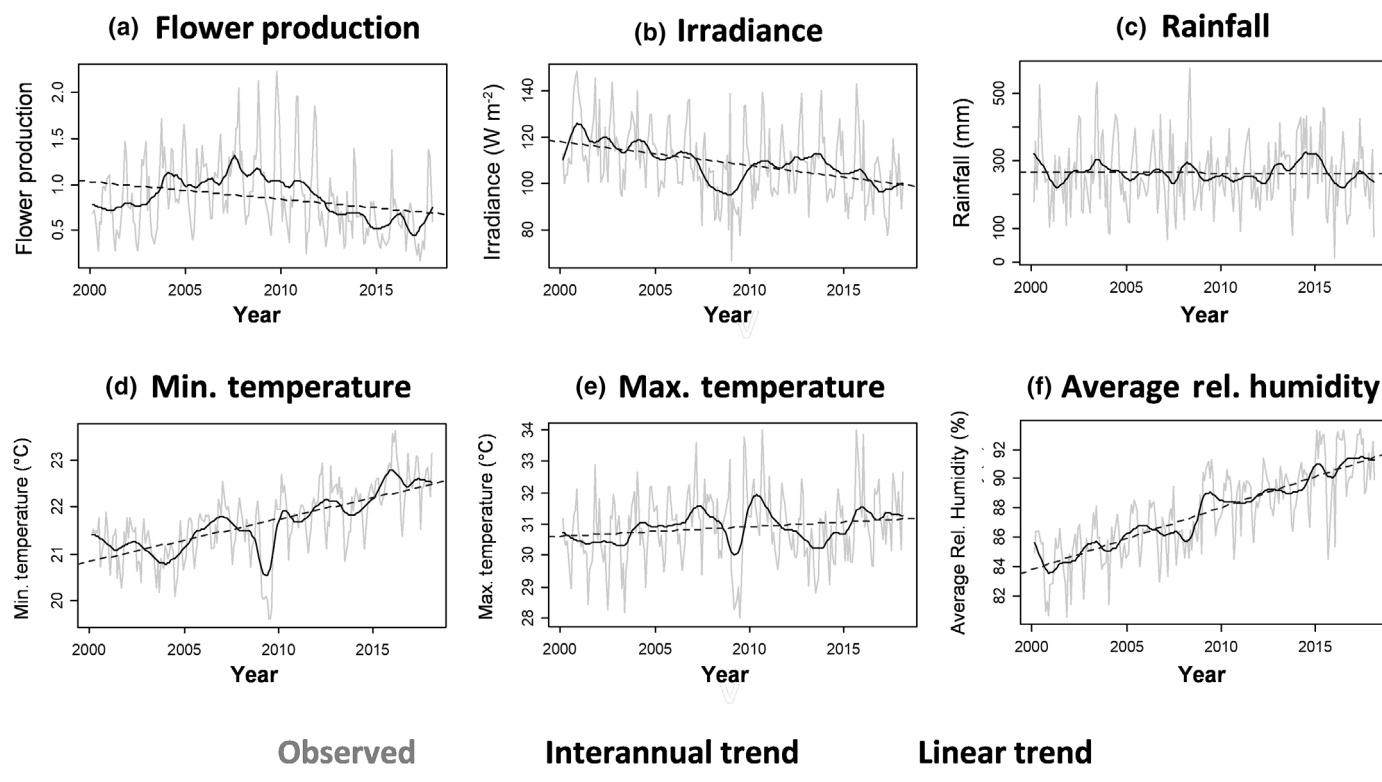 (a) Flower production
Flower production
2.0
1.5
1.0
0.5
2000 2005 2010 2015
Year
(b) Irradiance
Irradiance (W m⁻²)
140
120
100
80
2000 2005 2010 2015
Year
(c) Rainfall
Rainfall (mm)
500
300
100
0
2000 2005 2010 2015
Year
(d) Min. temperature
Min. temperature (°C)
23
22
21
20
2000 2005 2010 2015
Year
(e) Max. temperature
Max. temperature (°C)
34
33
32
31
30
29
28
2000 2005 2010 2015
Year
(f) Average rel. humidity
Average Rel. Humidity (%)
92
90
88
86
84
82
2000 2005 2010 2015
Year
Observed Interannual trend Linear trend